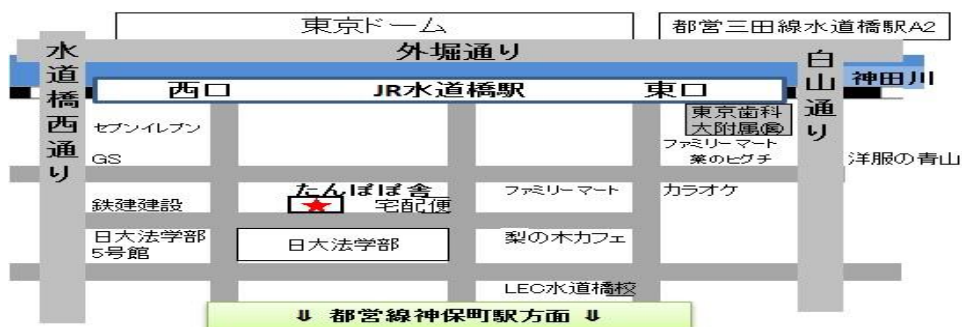 東京ドーム
都営三田線水道橋駅A2
水道橋西通り
外堀通り
白山通り
神田川
西口
JR水道橋駅
東口
東京歯科
大附属㊩
セブンイレブン
ファミリーマート
薬のヒグチ
GS
洋服の青山
たんぽぽ舎
ファミリーマート
カラオケ
鉄建建設
★
宅配便
日大法学部
5号館
日大法学部
梨の木カフェ
LEC水道橋校
⇓ 都営線神保町駅方面 ⇓